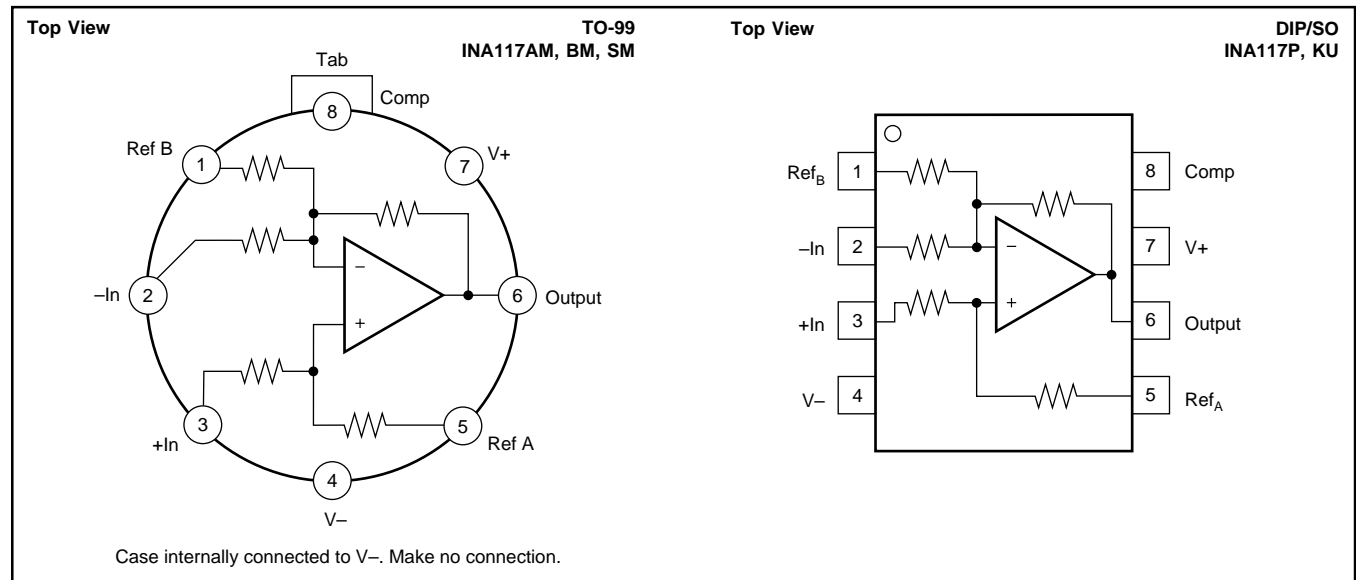 Top View
TO-99
INA117AM, BM, SM
Tab
Comp
8
Ref B
1
7
V+
–In
2
–
+
6
Output
3
+In
5
Ref A
4
V–
Case internally connected to V–. Make no connection.
Top View
DIP/SO
INA117P, KU
RefB
1
8
Comp
–In
2
–
7
V+
+In
3
+
6
Output
V–
4
5
RefA